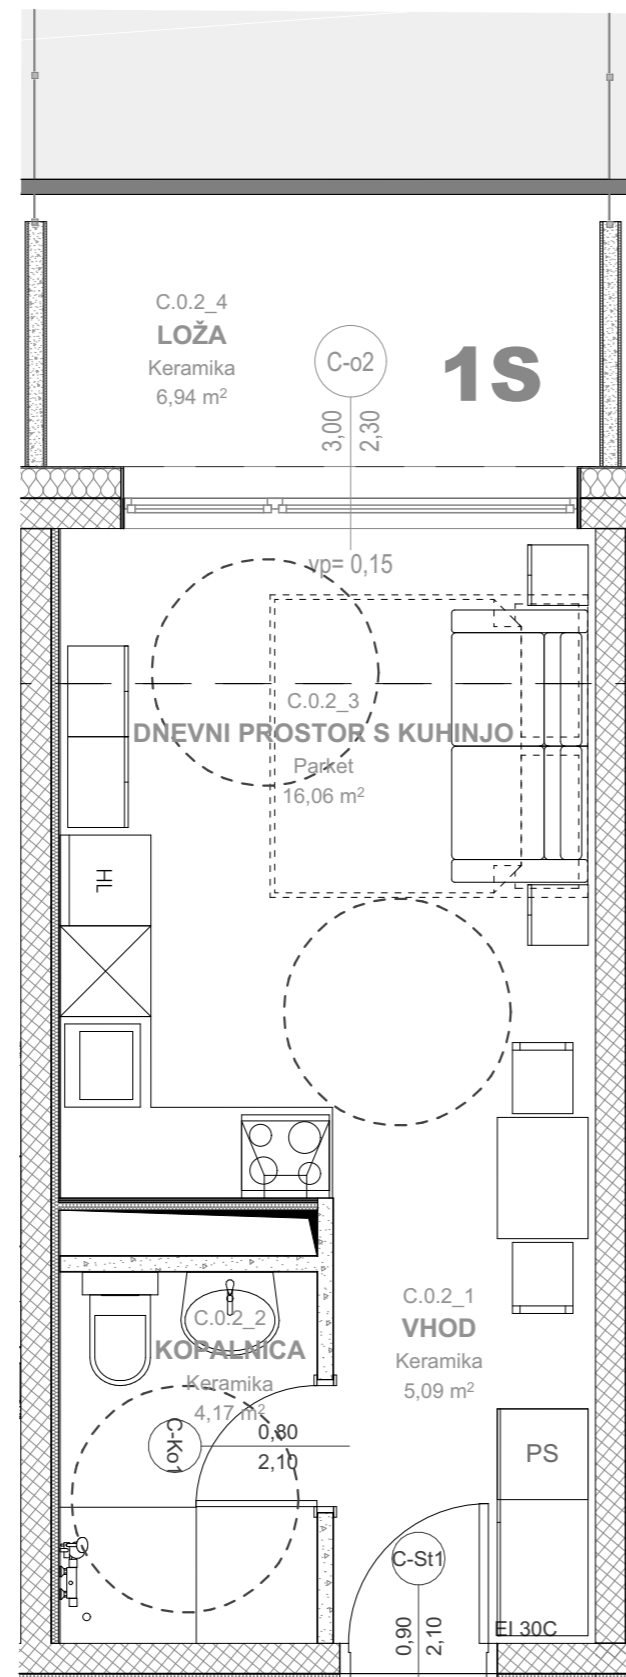 C.0.2_4
LOŽA
Keramika
6,94 m²
C-o2
1S
3,00
2,30
vp= 0,15
C.0.2_3
DNEVNI PROSTOR S KUHINJO
Parket
16,06 m²
HL
C.0.2_2
KOPALNICA
Keramika
4,17 m²
C.0.2_1
VHOD
Keramika
5,09 m²
C-Ko1
0,80
2,10
PS
C-St1
0,90
2,10
EI 30C